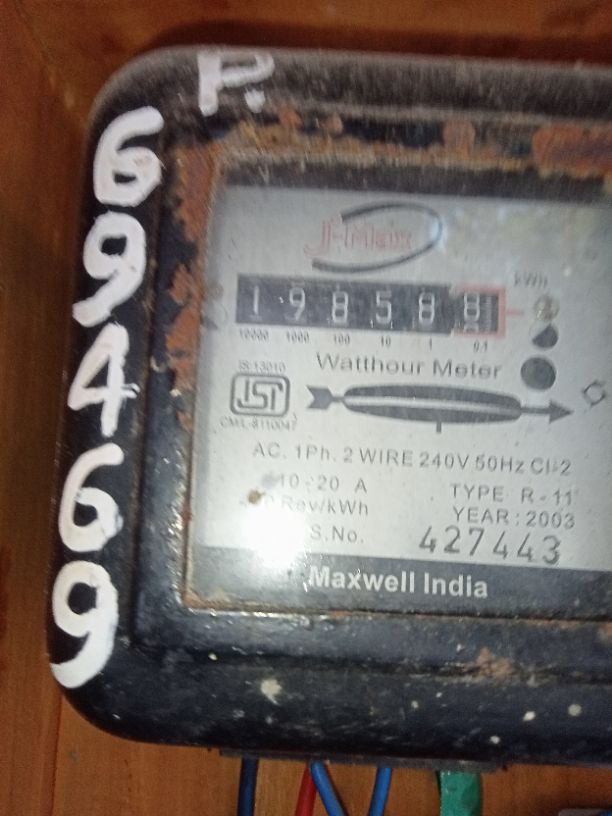 P.
69469
kWh
1 9 8 5 8 8
10000 1000 100 10 1 0.1
Watthour Meter
IS:13010
ISI
CM/L-8110047
AC. 1Ph. 2 WIRE 240V 50Hz Cl-2
10-20 A
TYPE R-11
Rev/kWh
YEAR: 2003
S.No. 427443
Maxwell India